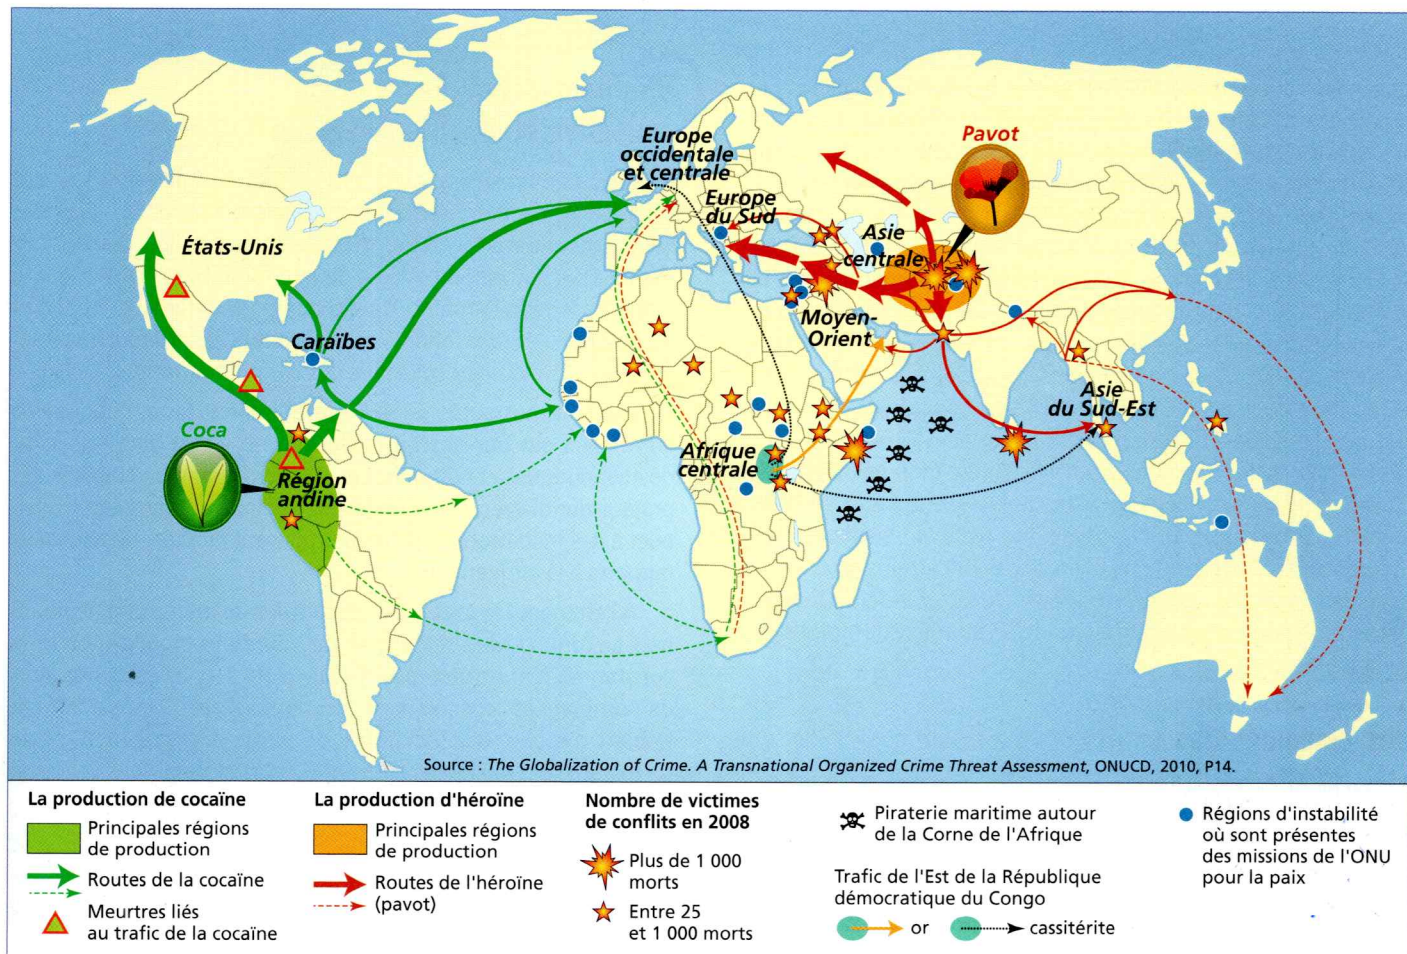 Europe
occidentale
et centrale
Pavot
Europe
du Sud
États-Unis
Asie
centrale
Caraïbes
Moyen-
Orient
Asie
du Sud-Est
Coca
Afrique
centrale
Région
andine
Source : The Globalization of Crime. A Transnational Organized Crime Threat Assessment, ONUCD, 2010, P14.
La production de cocaïne
Principales régions
de production
Routes de la cocaïne
Meurtres liés
au trafic de la cocaïne
La production d'héroïne
Principales régions
de production
Routes de l'héroïne
(pavot)
Nombre de victimes
de conflits en 2008
Plus de 1 000
morts
Entre 25
et 1 000 morts
Piraterie maritime autour
de la Corne de l'Afrique
Trafic de l'Est de la République
démocratique du Congo
or
cassitérite
Régions d'instabilité
où sont présentes
des missions de l'ONU
pour la paix